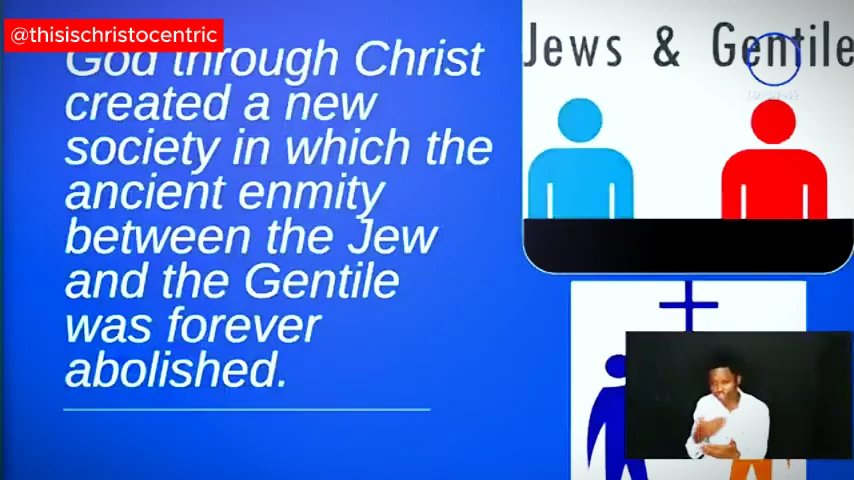 @thisischristocentric
God through Christ
created a new
society in which the
ancient enmity
between the Jew
and the Gentile
was forever
abolished.
Jews & Gentile